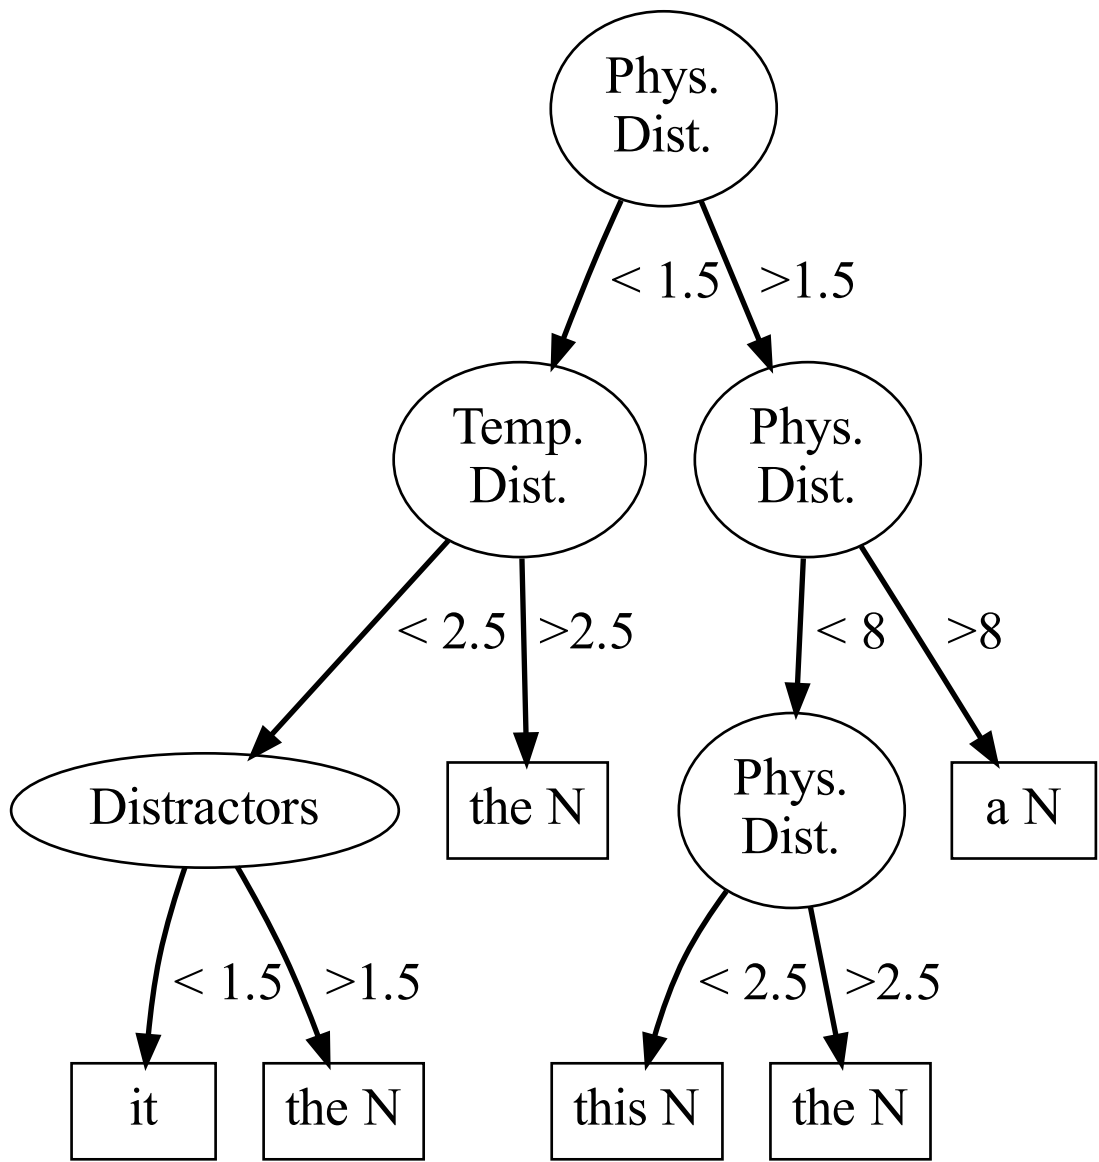 Phys.
Dist.
< 1.5
>1.5
Temp.
Dist.
Phys.
Dist.
< 2.5
>2.5
< 8
>8
Distractors
the N
Phys.
Dist.
a N
< 1.5
>1.5
< 2.5
>2.5
it
the N
this N
the N